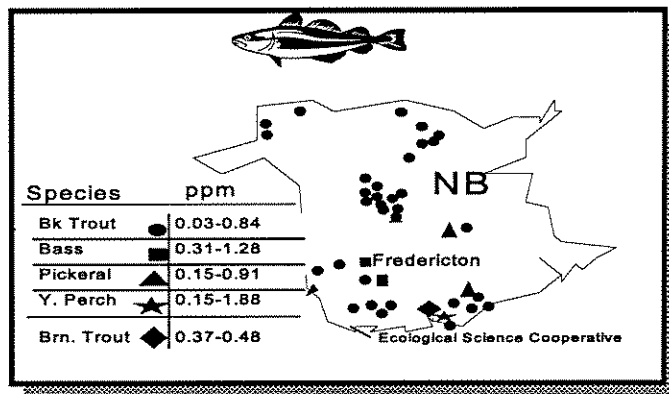 NB
Species ppm
Bk Trout 0.03-0.84
Bass 0.31-1.28
Pickeral 0.15-0.91
Y. Perch 0.15-1.88
Brn. Trout 0.37-0.48
Fredericton
Ecological Science Cooperative